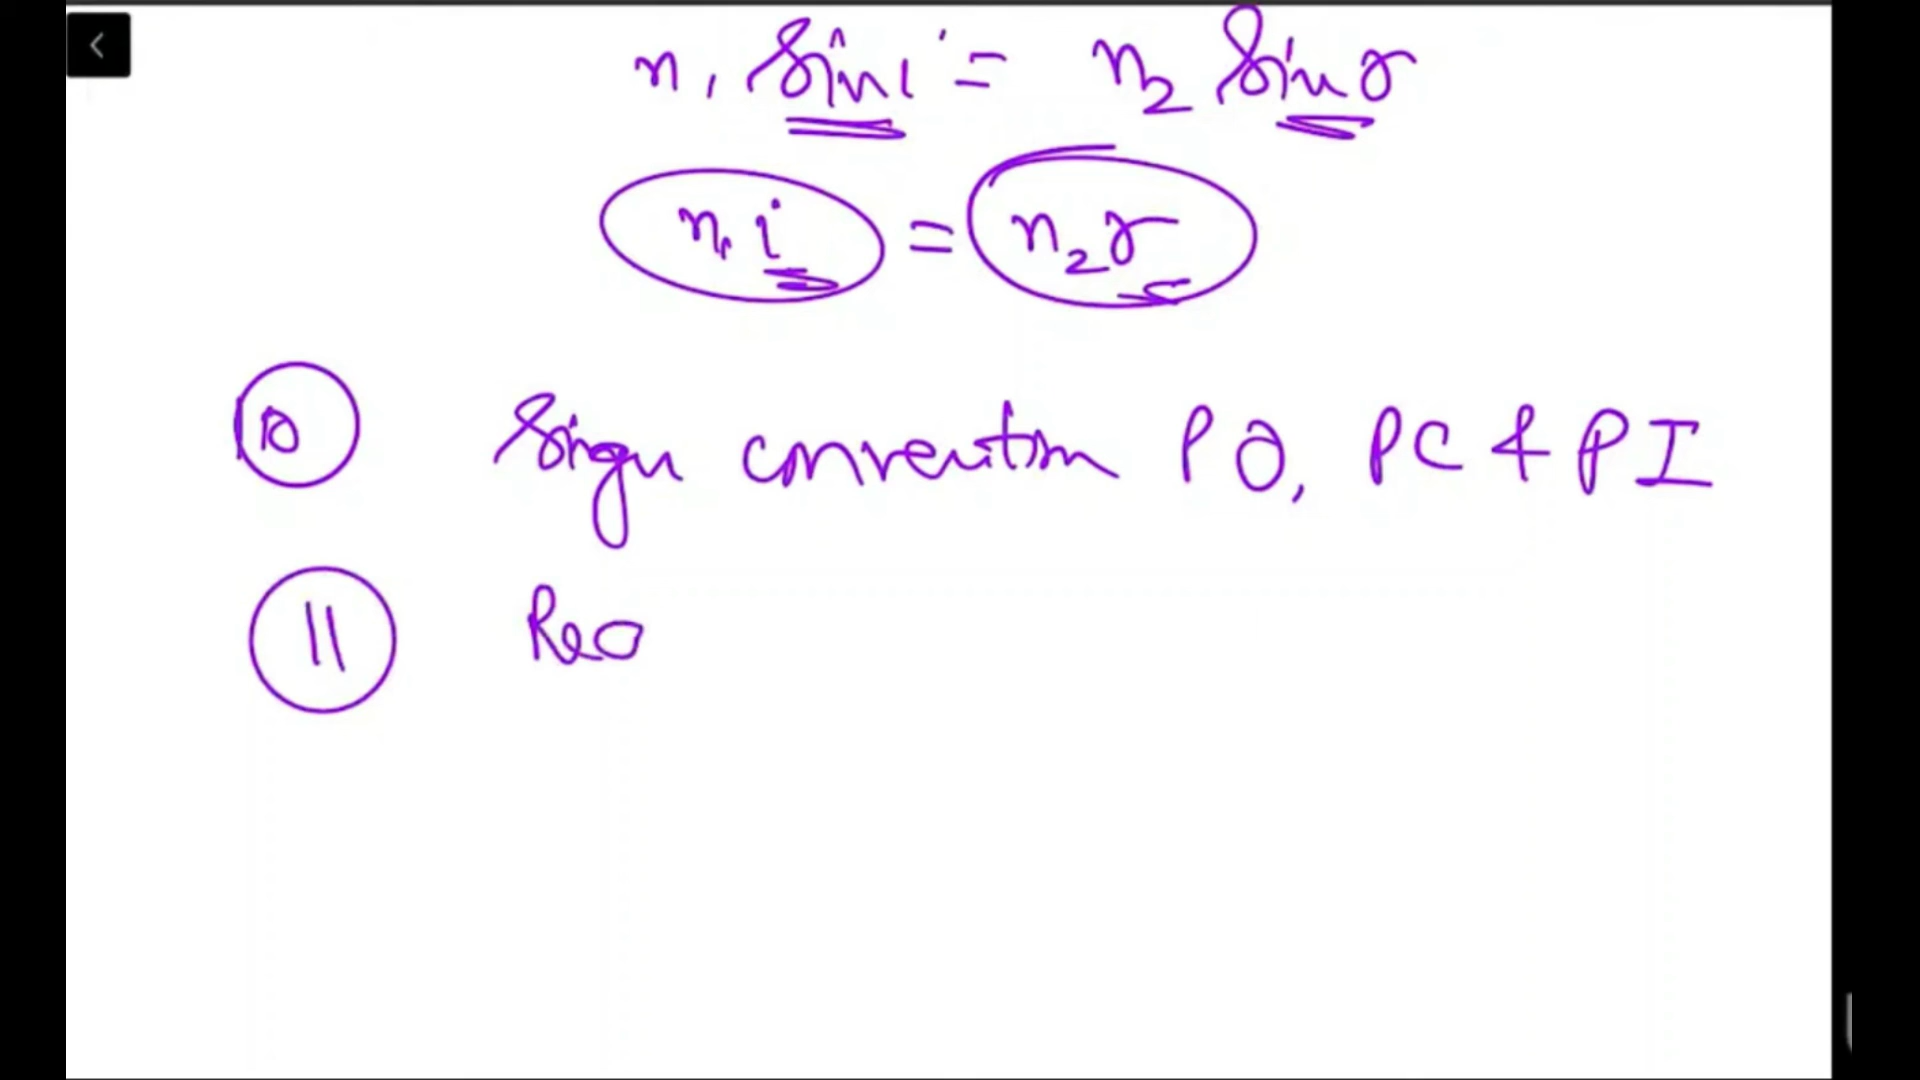 n₁ Sin i = n₂ Sin r
n₁ i = n₂ r
10 Sign convention PO, PC & PI
11 Reo